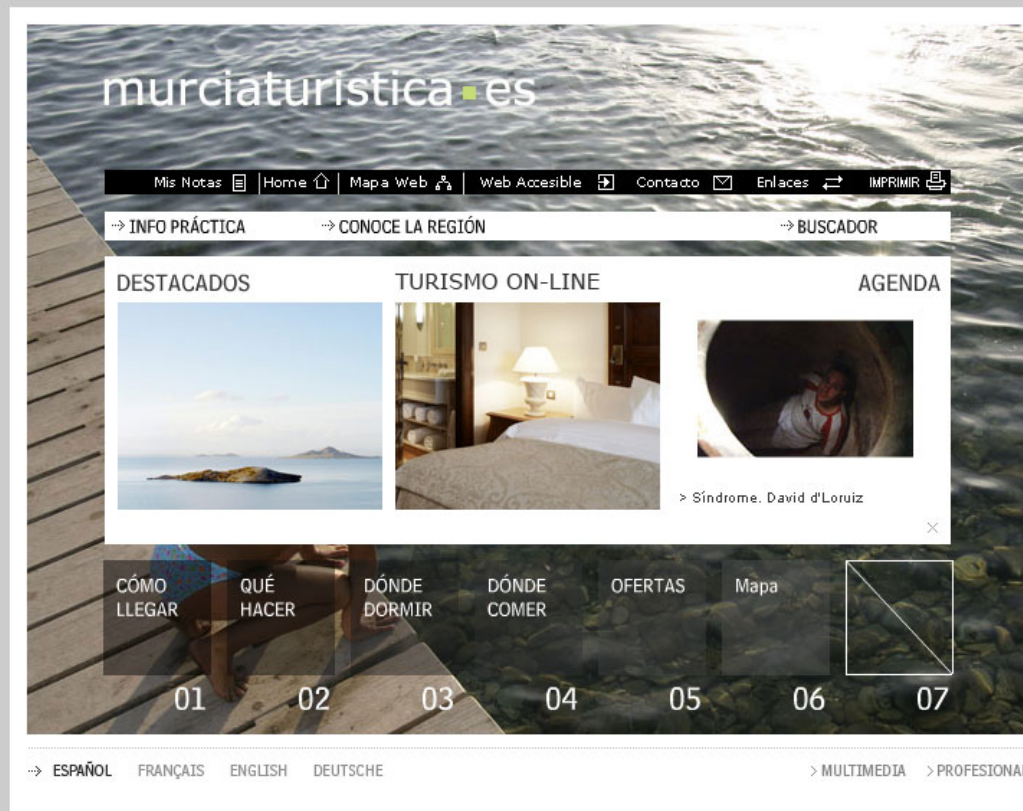 murciaturistica.es
Mis Notas Home Mapa Web Web Accesible Contacto Enlaces IMPRIMIR
INFO PRÁCTICA CONOCE LA REGIÓN BUSCADOR
DESTACADOS TURISMO ON-LINE AGENDA
> Síndrome. David d'Loruiz
CÓMO LLEGAR
QUÉ HACER
DÓNDE DORMIR
DÓNDE COMER
OFERTAS
Mapa
01 02 03 04 05 06 07
ESPAÑOL FRANÇAIS ENGLISH DEUTSCHE > MULTIMEDIA > PROFESIONA